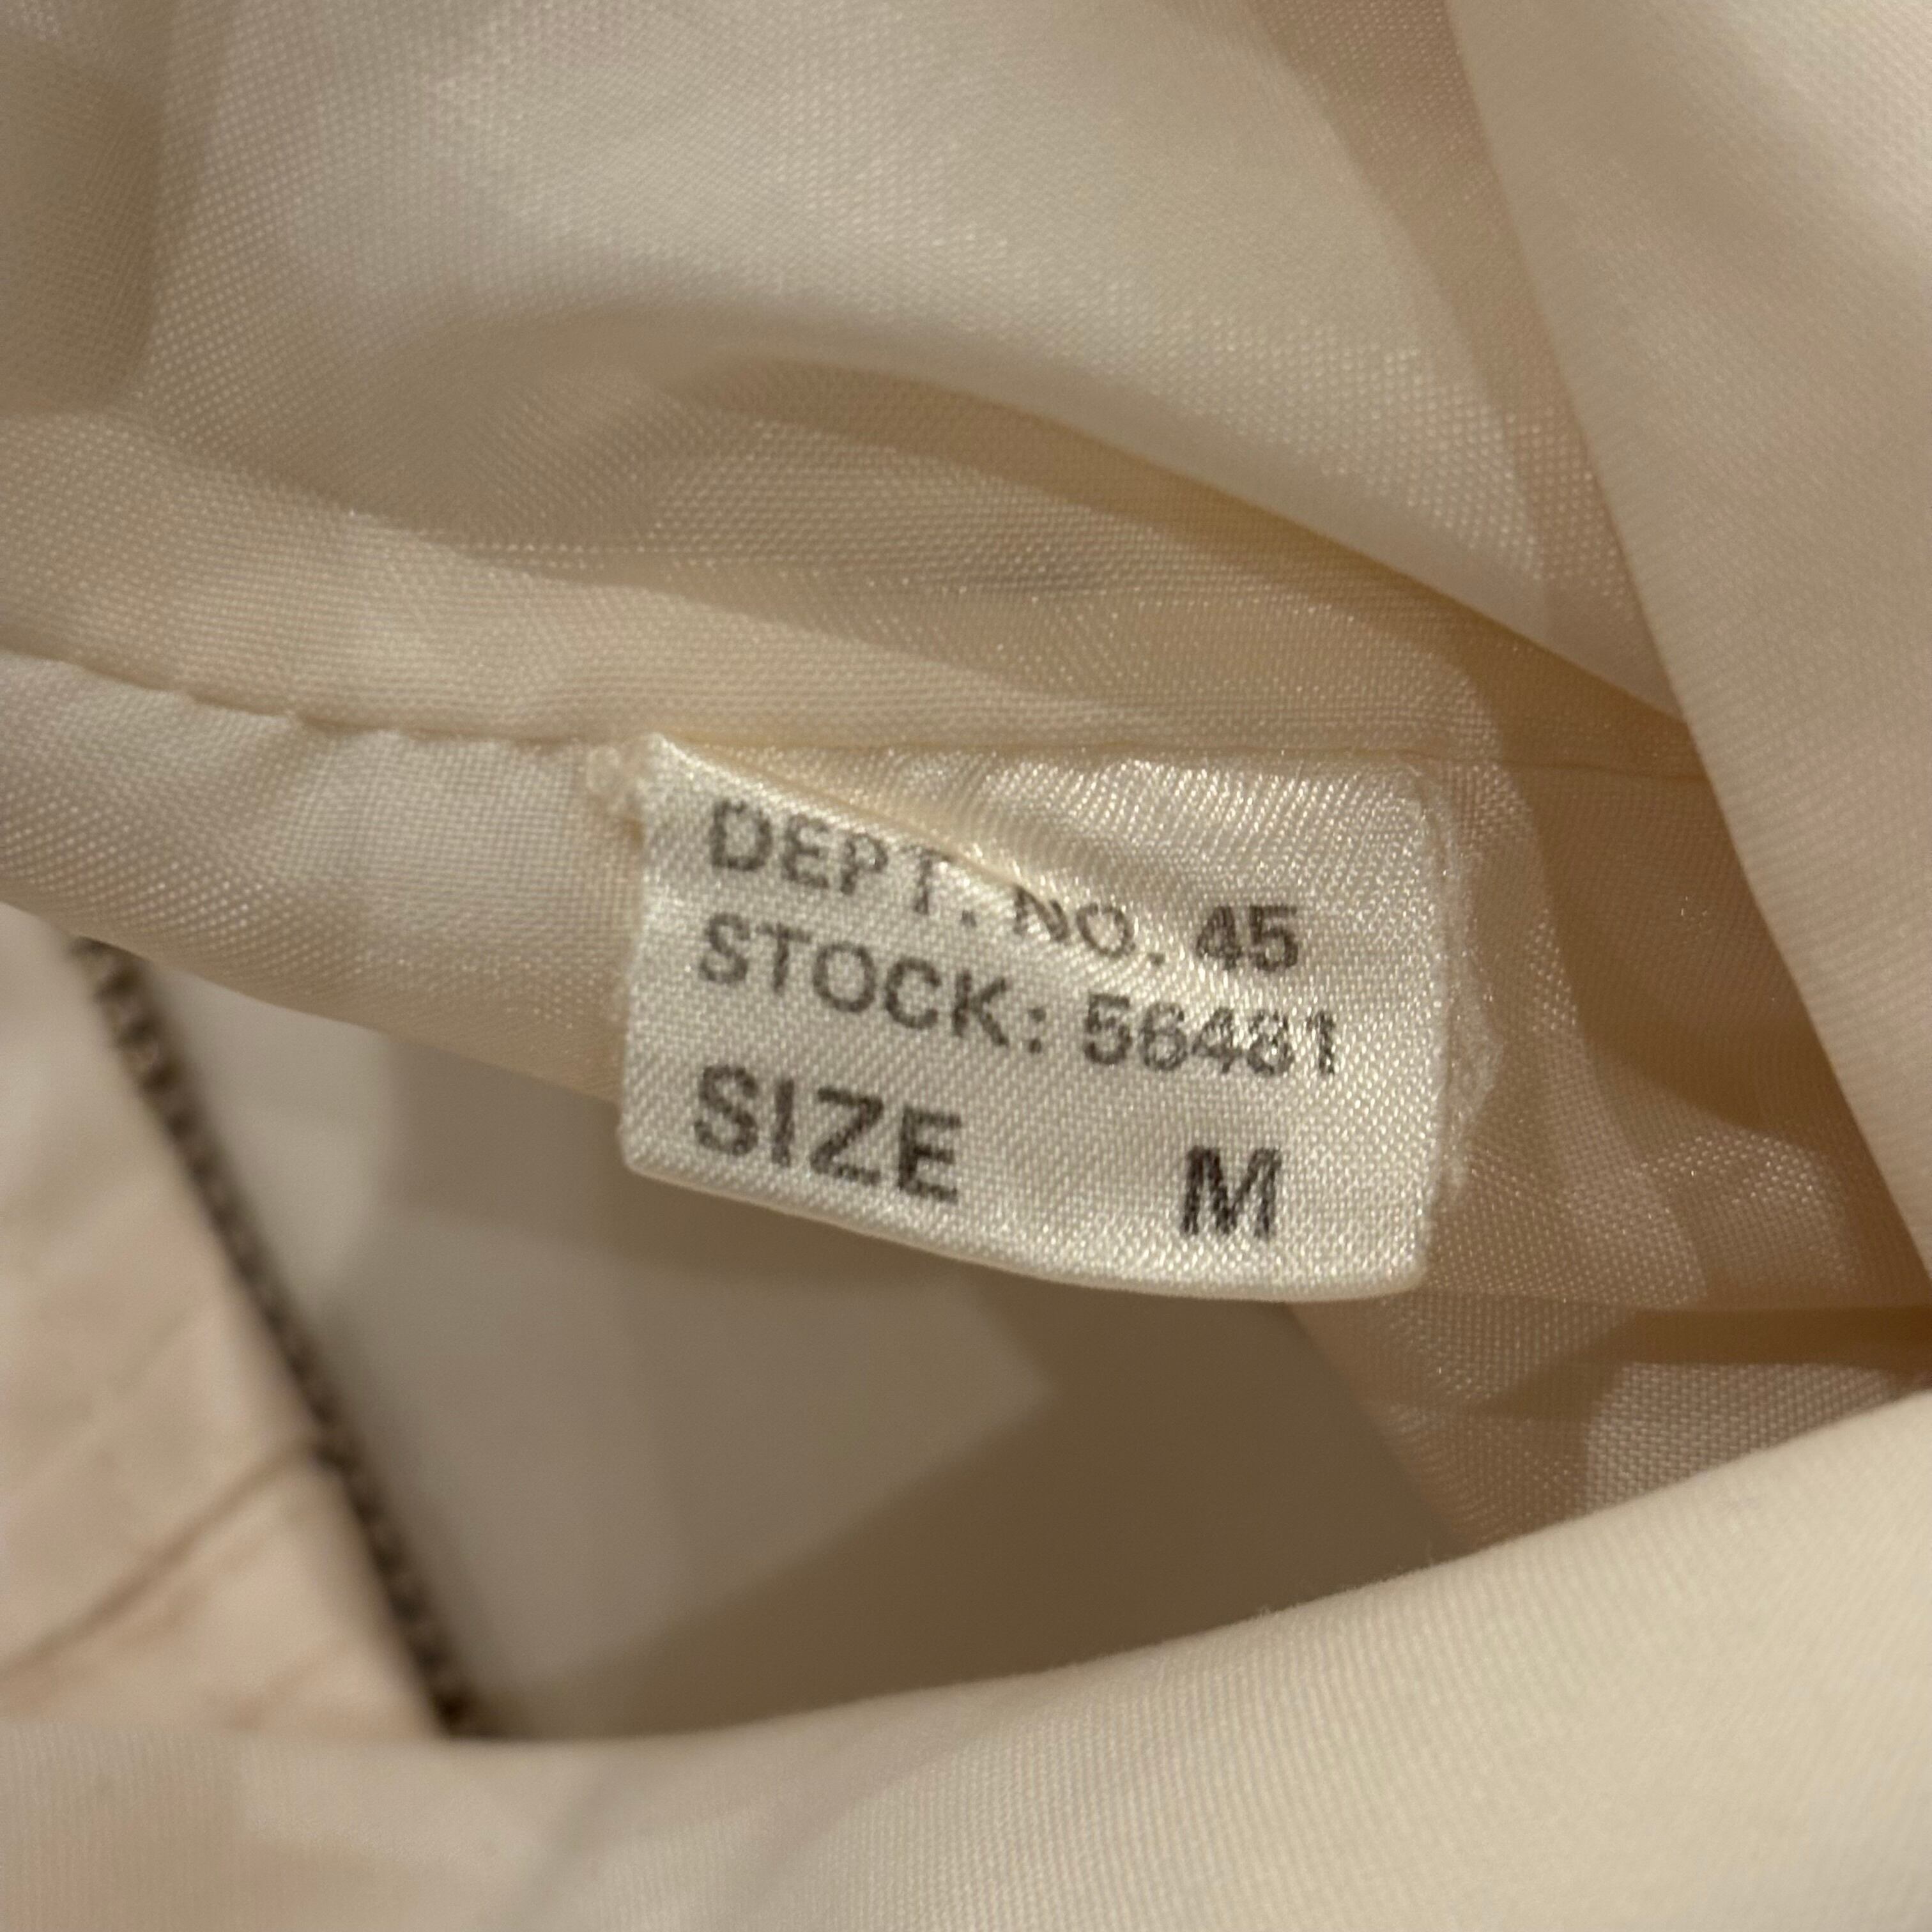 DEPT. NO. 45
STOCK: 56481
SIZE M